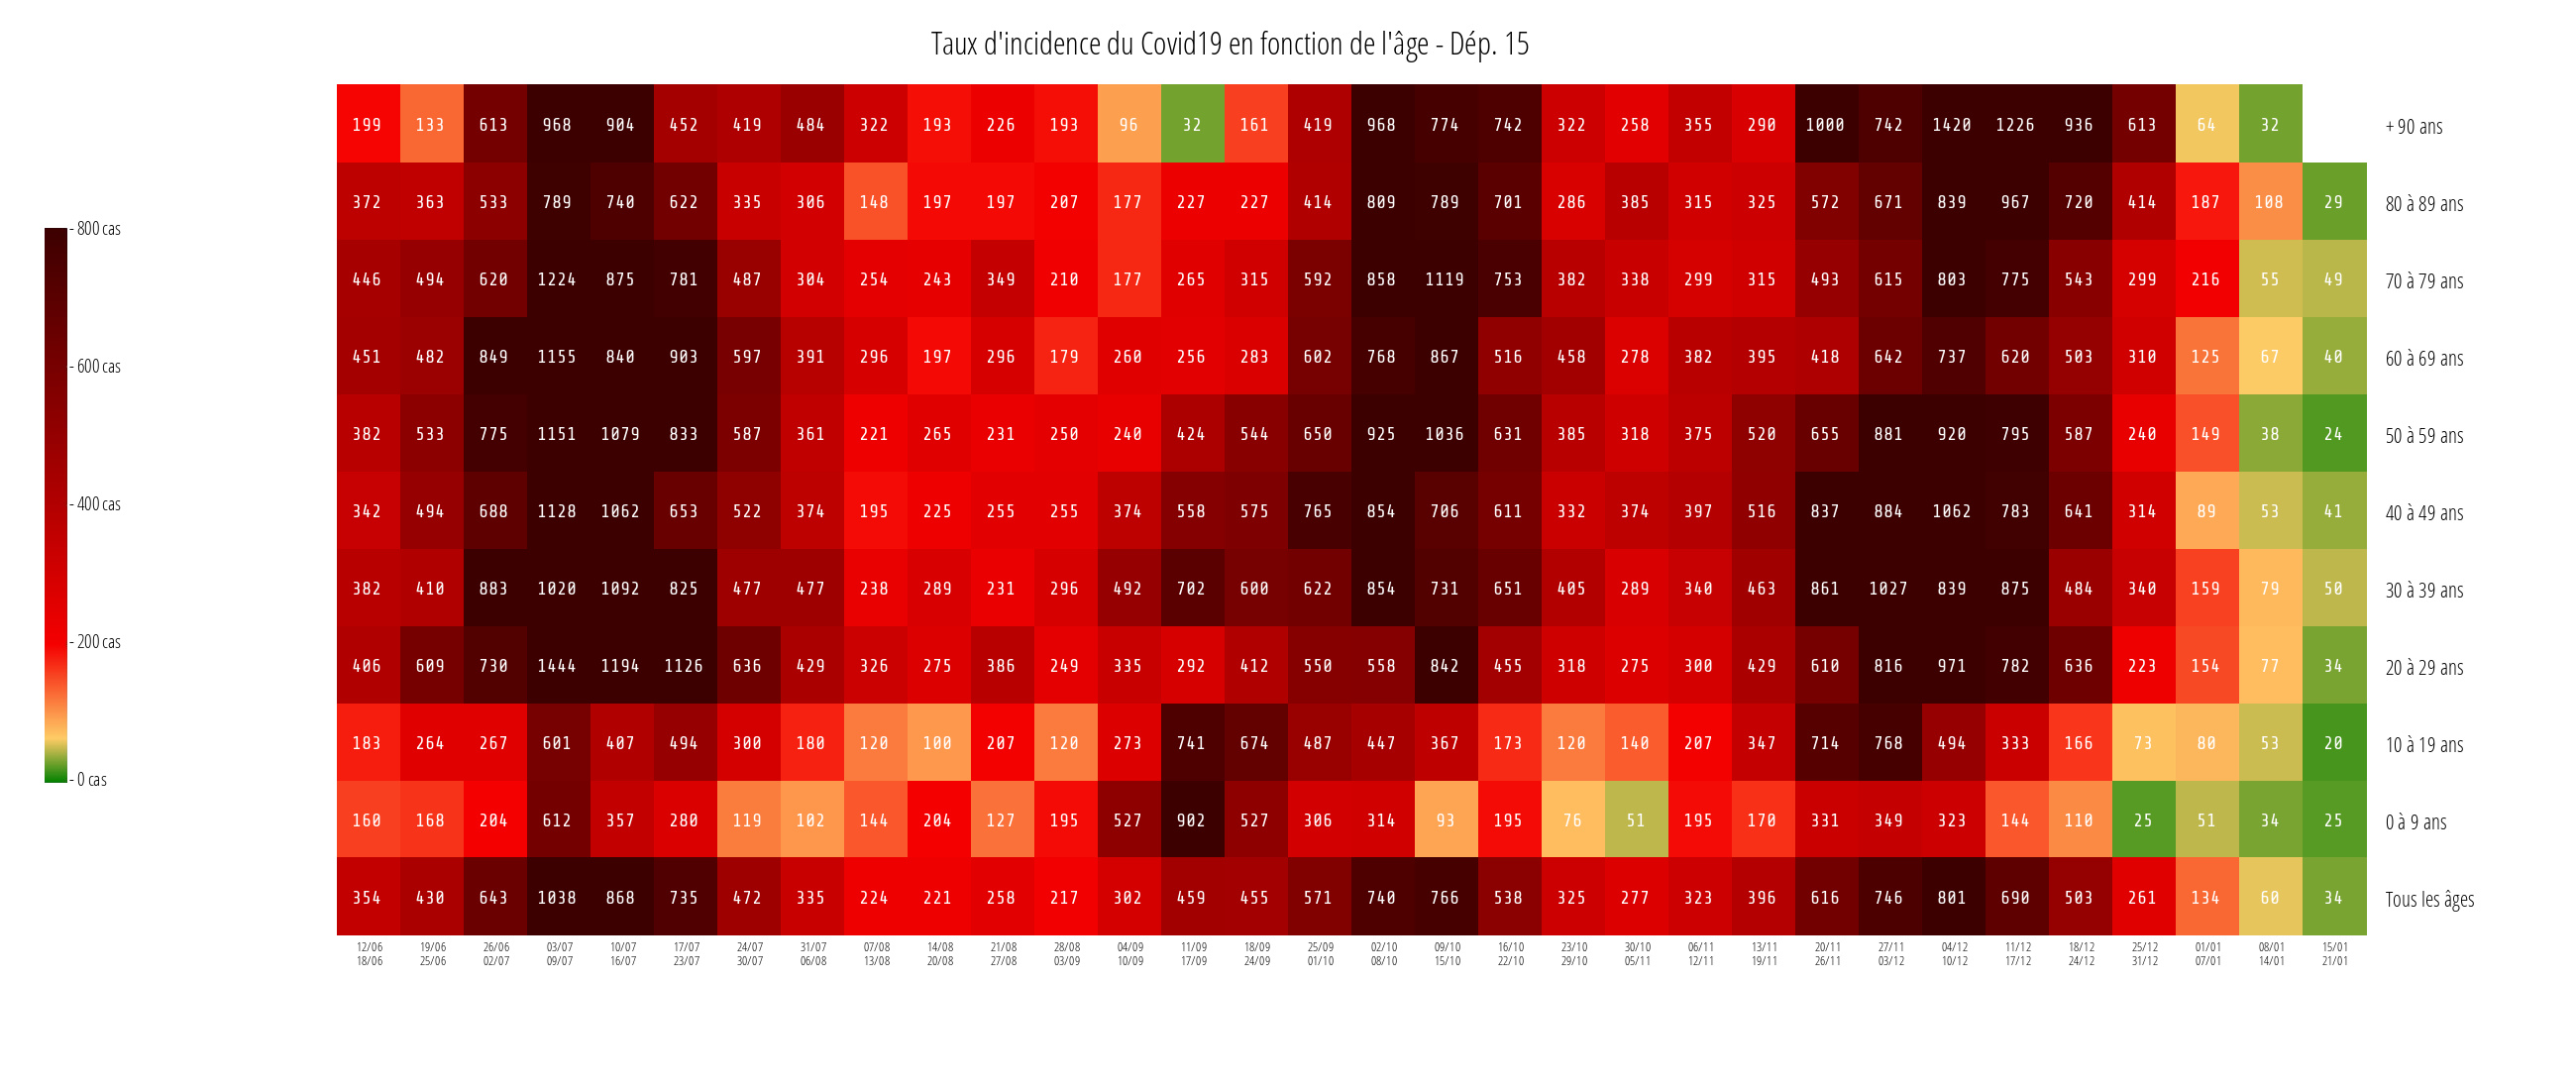 Taux d'incidence du Covid19 en fonction de l'âge - Dép. 15
- 800 cas
- 600 cas
- 400 cas
- 200 cas
- 0 cas
199 133 613 968 904 452 419 484 322 193 226 193 96 32 161 419 968 774 742 322 258 355 290 1000 742 1420 1226 936 613 64 32 + 90 ans
372 363 533 789 740 622 335 306 148 197 197 207 177 227 227 414 809 789 701 286 385 315 325 572 671 839 967 720 414 187 108 29 80 à 89 ans
446 494 620 1224 875 781 487 304 254 243 349 210 177 265 315 592 858 1119 753 382 338 299 315 493 615 803 775 543 299 216 55 49 70 à 79 ans
451 482 849 1155 840 903 597 391 296 197 296 179 260 256 283 602 768 867 516 458 278 382 395 418 642 737 620 503 310 125 67 40 60 à 69 ans
382 533 775 1151 1079 833 587 361 221 265 231 250 240 424 544 650 925 1036 631 385 318 375 520 655 881 920 795 587 240 149 38 24 50 à 59 ans
342 494 688 1128 1062 653 522 374 195 225 255 255 374 558 575 765 854 706 611 332 374 397 516 837 884 1062 783 641 314 89 53 41 40 à 49 ans
382 410 883 1020 1092 825 477 477 238 289 231 296 492 702 600 622 854 731 651 405 289 340 463 861 1027 839 875 484 340 159 79 50 30 à 39 ans
406 609 730 1444 1194 1126 636 429 326 275 386 249 335 292 412 550 558 842 455 318 275 300 429 610 816 971 782 636 223 154 77 34 20 à 29 ans
183 264 267 601 407 494 300 180 120 100 207 120 273 741 674 487 447 367 173 120 140 207 347 714 768 494 333 166 73 80 53 20 10 à 19 ans
160 168 204 612 357 280 119 102 144 204 127 195 527 902 527 306 314 93 195 76 51 195 170 331 349 323 144 110 25 51 34 25 0 à 9 ans
354 430 643 1038 868 735 472 335 224 221 258 217 302 459 455 571 740 766 538 325 277 323 396 616 746 801 690 503 261 134 60 34 Tous les âges
12/06 19/06 26/06 03/07 10/07 17/07 24/07 31/07 07/08 14/08 21/08 28/08 04/09 11/09 18/09 25/09 02/10 09/10 16/10 23/10 30/10 06/11 13/11 20/11 27/11 04/12 11/12 18/12 25/12 01/01 08/01 15/01
18/06 25/06 02/07 09/07 16/07 23/07 30/07 06/08 13/08 20/08 27/08 03/09 10/09 17/09 24/09 01/10 08/10 15/10 22/10 29/10 05/11 12/11 19/11 26/11 03/12 10/12 17/12 24/12 31/12 07/01 14/01 21/01